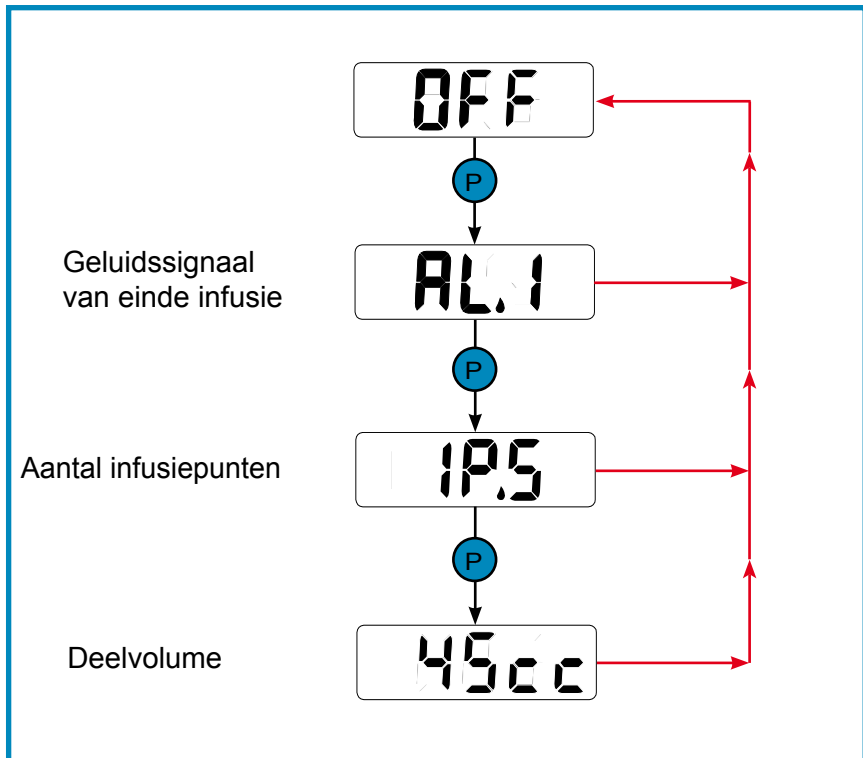 OFF
P
Geluidssignaal
van einde infusie
AL.1
P
Aantal infusiepunten
1P.5
P
Deelvolume
45cc